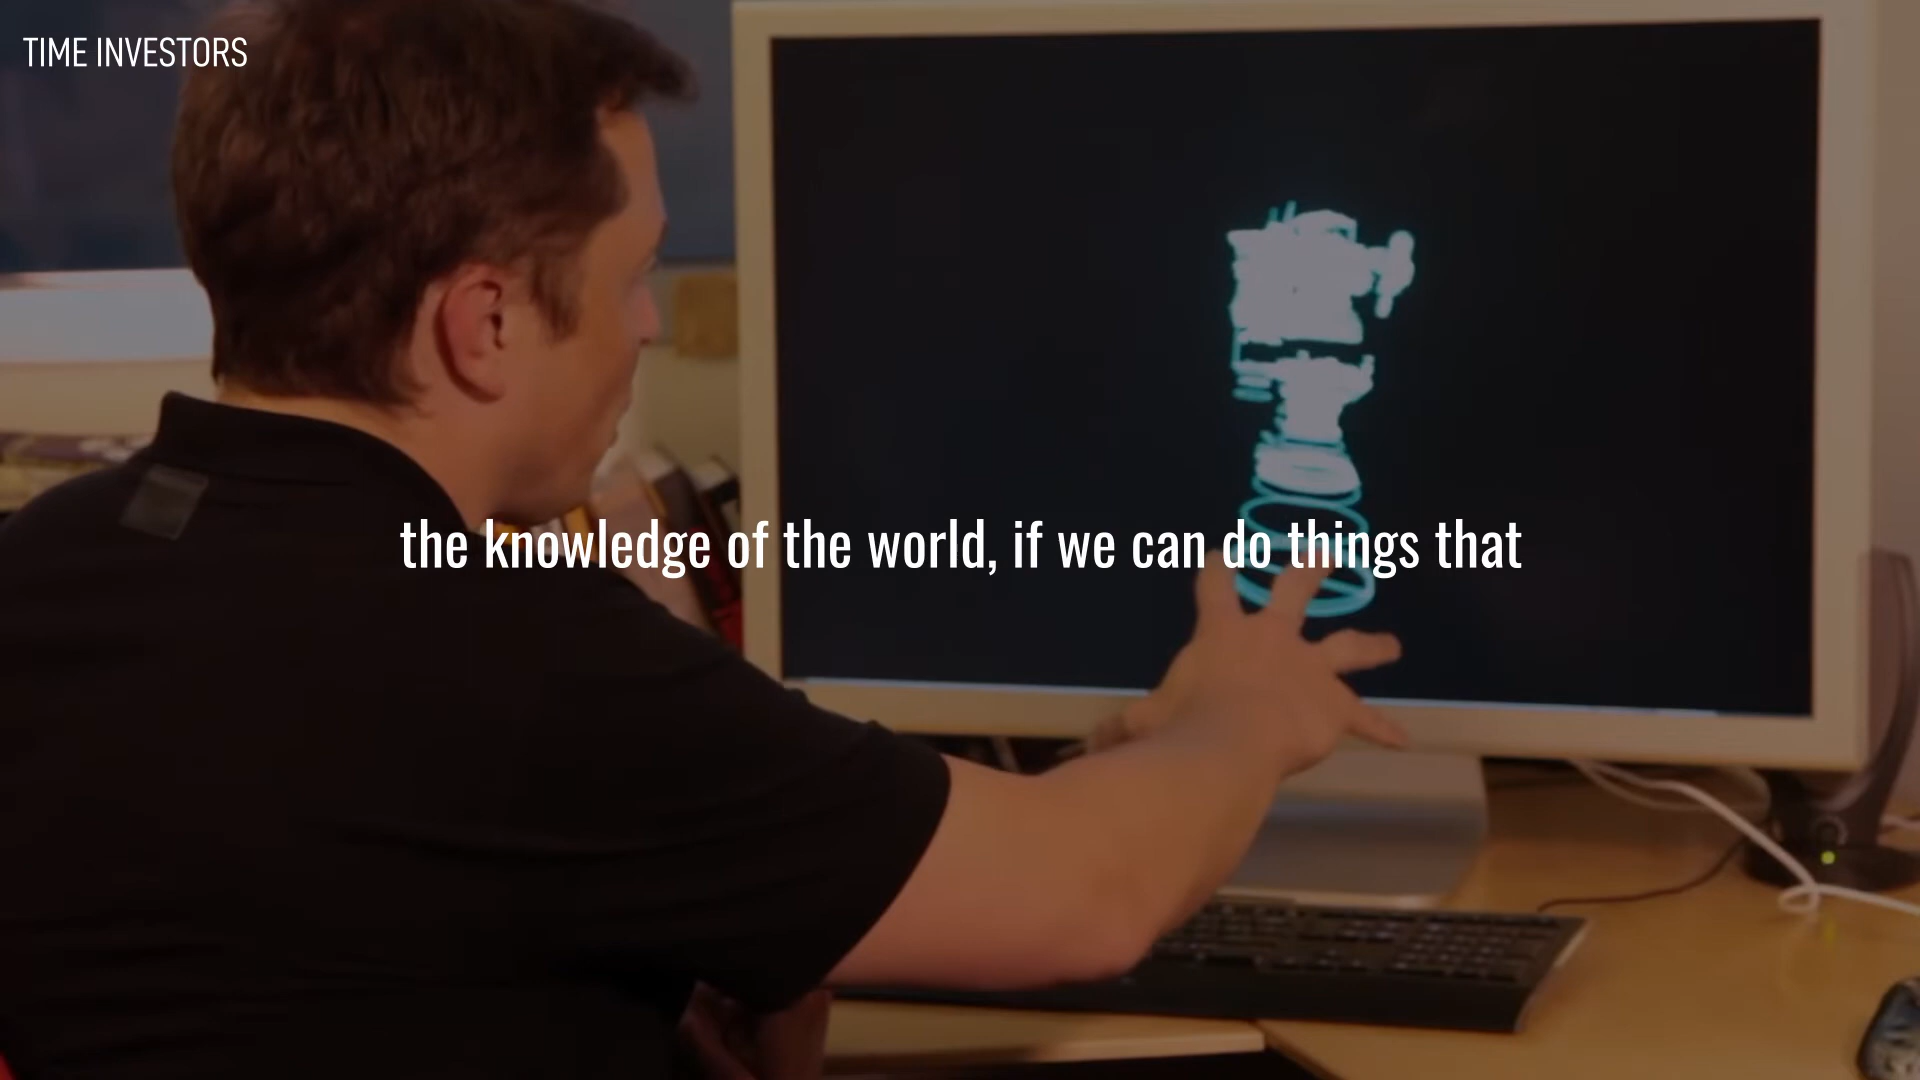 TIME INVESTORS
the knowledge of the world, if we can do things that